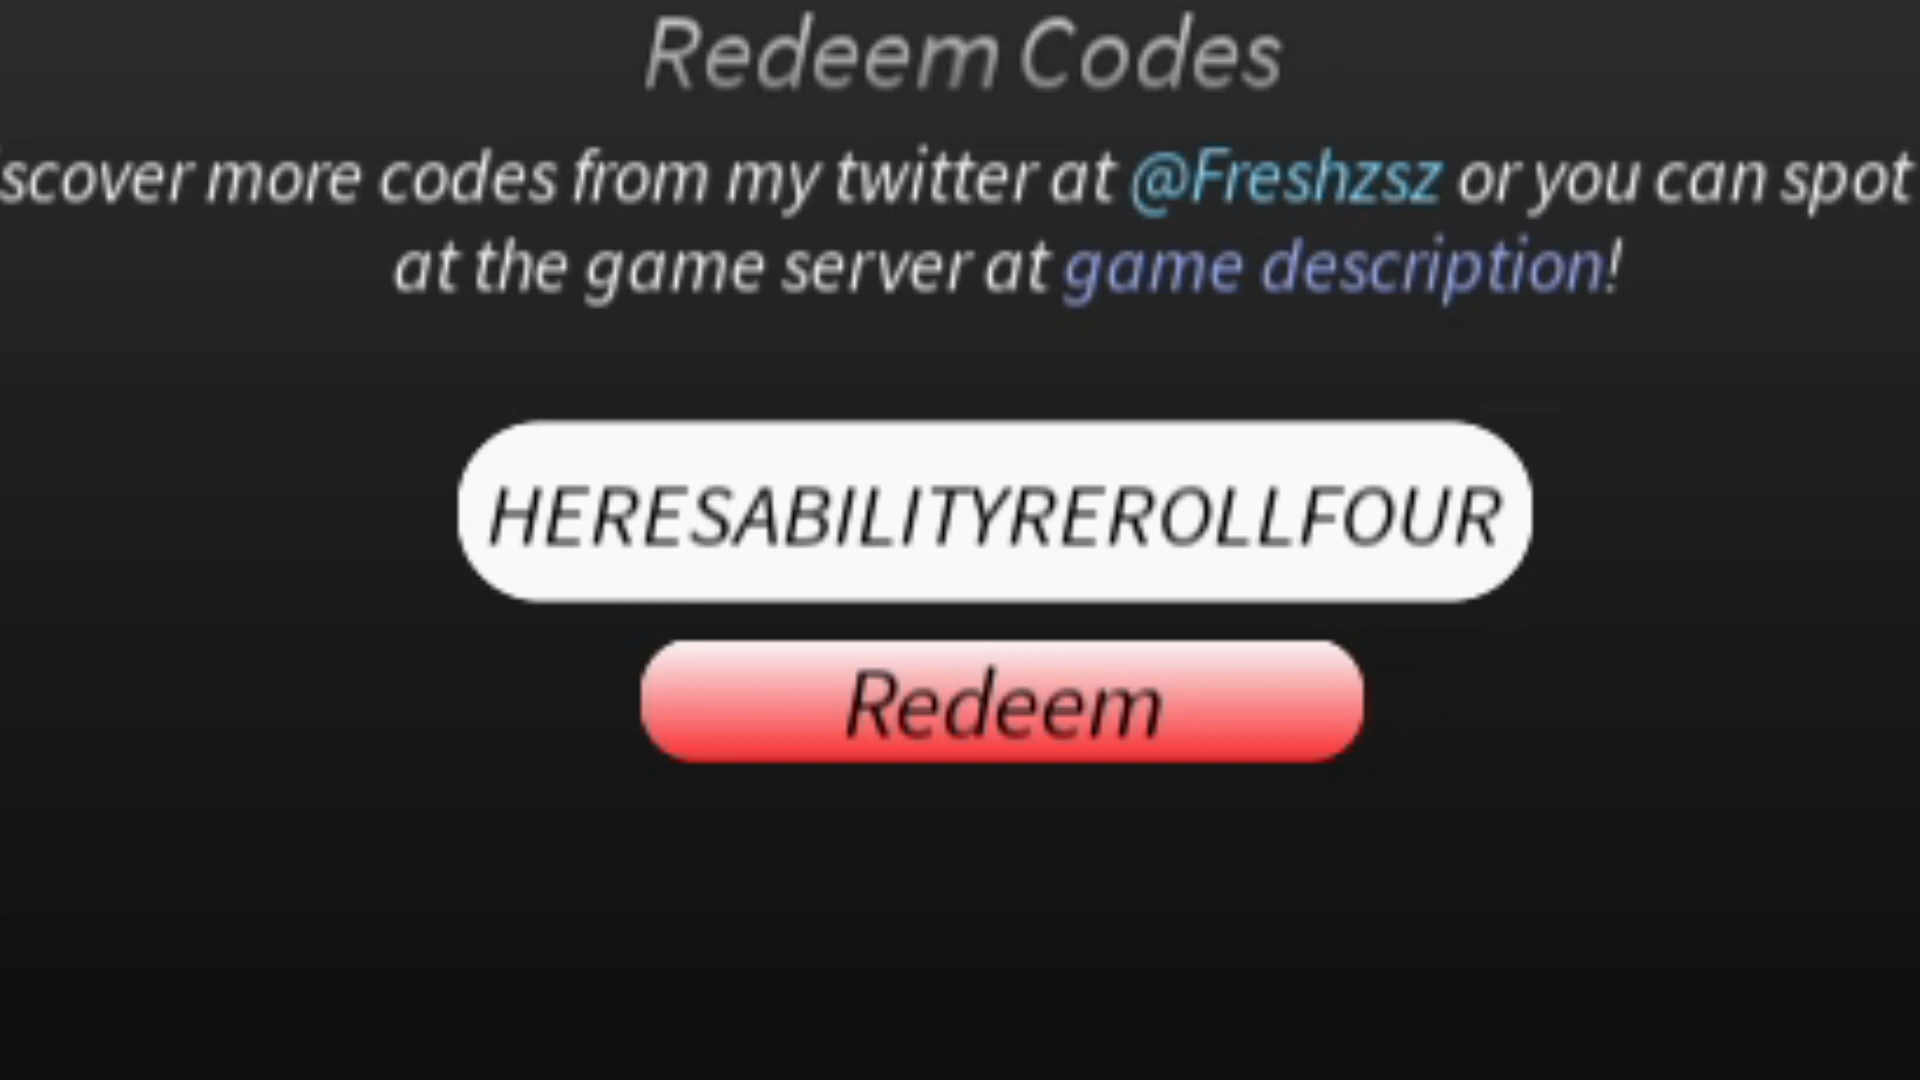 Redeem Codes
scover more codes from my twitter at @Freshzsz or you can spot
at the game server at game description!
HERESABILITYREROLLFOUR
Redeem